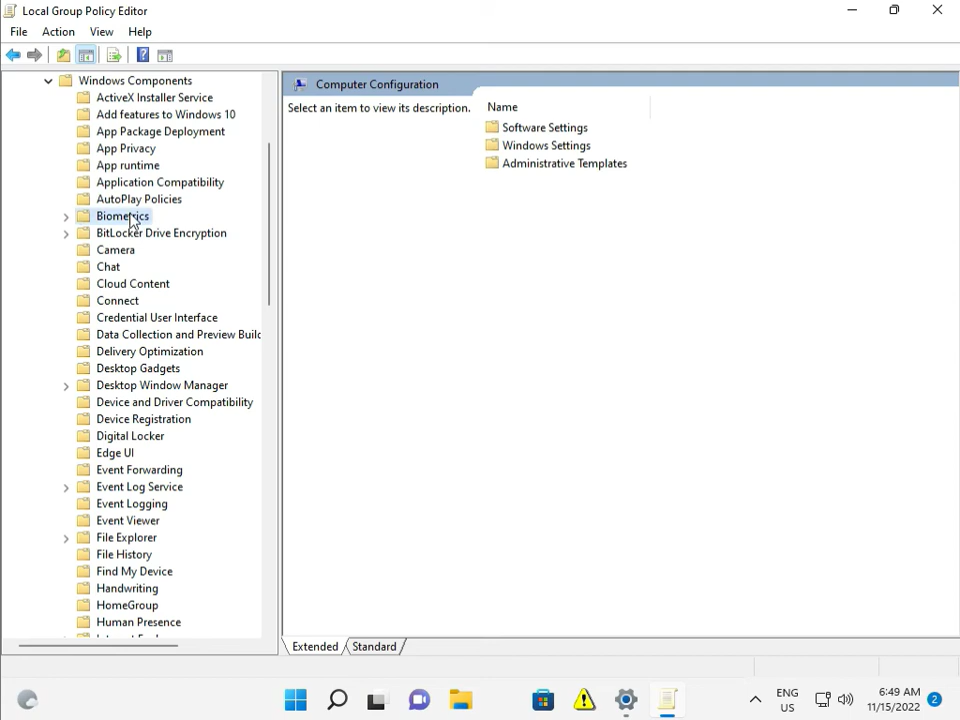 Local Group Policy Editor
File Action View Help
Windows Components
ActiveX Installer Service
Add features to Windows 10
App Package Deployment
App Privacy
App runtime
Application Compatibility
AutoPlay Policies
Biometrics
BitLocker Drive Encryption
Camera
Chat
Cloud Content
Connect
Credential User Interface
Data Collection and Preview
Delivery Optimization
Desktop Gadgets
Desktop Window Manager
Device and Driver Compatibility
Device Registration
Digital Locker
Edge UI
Event Forwarding
Event Log Service
Event Logging
Event Viewer
File Explorer
File History
Find My Device
Handwriting
HomeGroup
Human Presence
Computer Configuration
Select an item to view its description.
Name
Software Settings
Windows Settings
Administrative Templates
Extended Standard
ENG
US
6:49 AM
11/15/2022
2